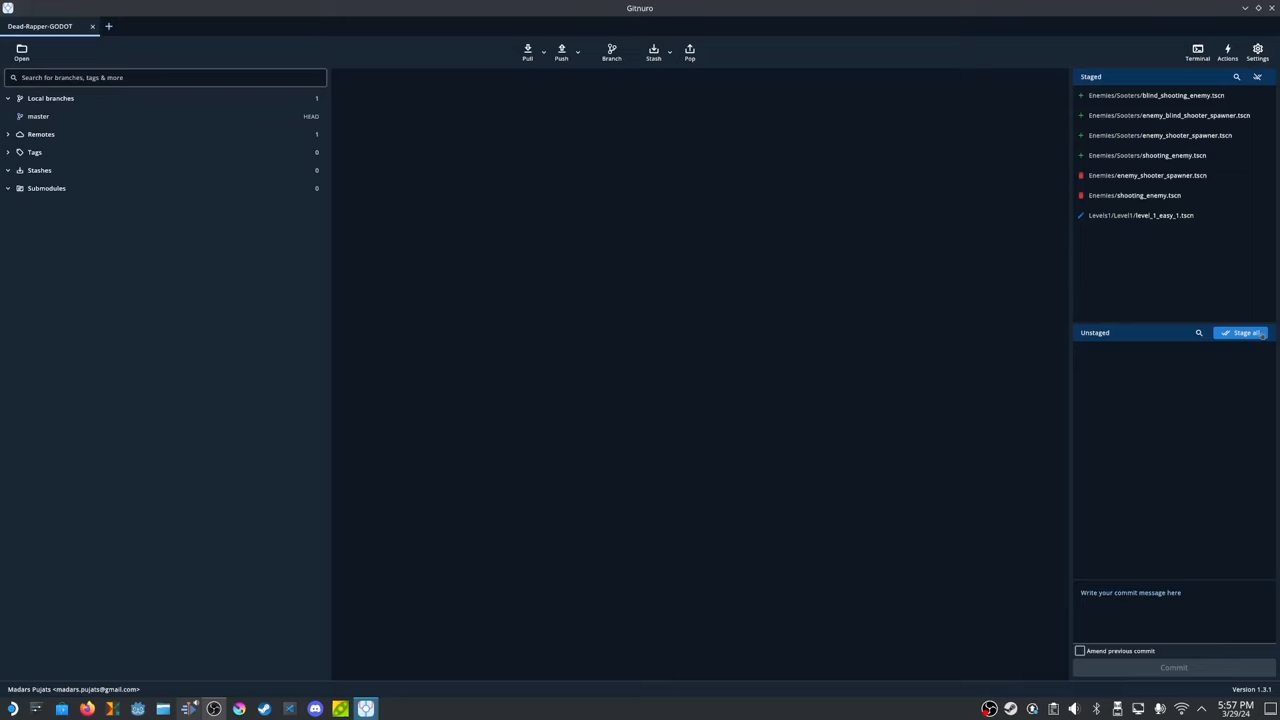 Gitnuro
Dead-Rapper-GODOT
Open
Pull
Push
Branch
Stash
Pop
Terminal
Actions
Settings
Search for branches, tags & more
Local branches 1
master HEAD
Remotes 1
Tags 0
Stashes 0
Submodules 0
Staged
Enemies/Sooters/blind_shooting_enemy.tscn
Enemies/Sooters/enemy_blind_shooter_spawner.tscn
Enemies/Sooters/enemy_shooter_spawner.tscn
Enemies/Sooters/shooting_enemy.tscn
Enemies/enemy_shooter_spawner.tscn
Enemies/shooting_enemy.tscn
Levels1/Level1/level_1_easy_1.tscn
Unstaged
Stage all
Write your commit message here
Amend previous commit
Commit
Madars Pujats <madars.pujats@gmail.com>
Version 1.3.1
5:57 PM
3/29/24